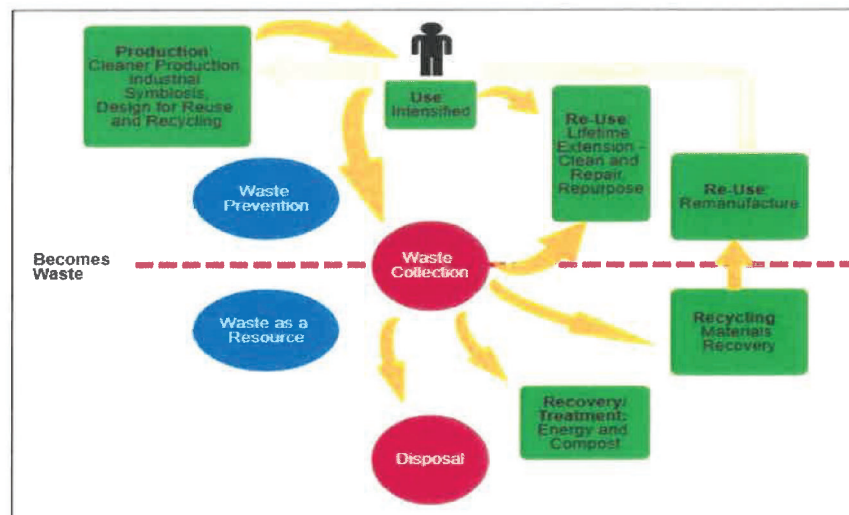 Production:
Cleaner Production
Industrial
Symbiosis,
Design for Reuse
and Recycling
Use
Intensified
Re-Use:
Lifetime
Extension -
Clean and
Repair,
Repurpose
Re-Use:
Remanufacture
Waste
Prevention
Becomes
Waste
Waste
Collection
Waste as a
Resource
Recycling:
Materials
Recovery
Recovery/
Treatment:
Energy and
Compost
Disposal